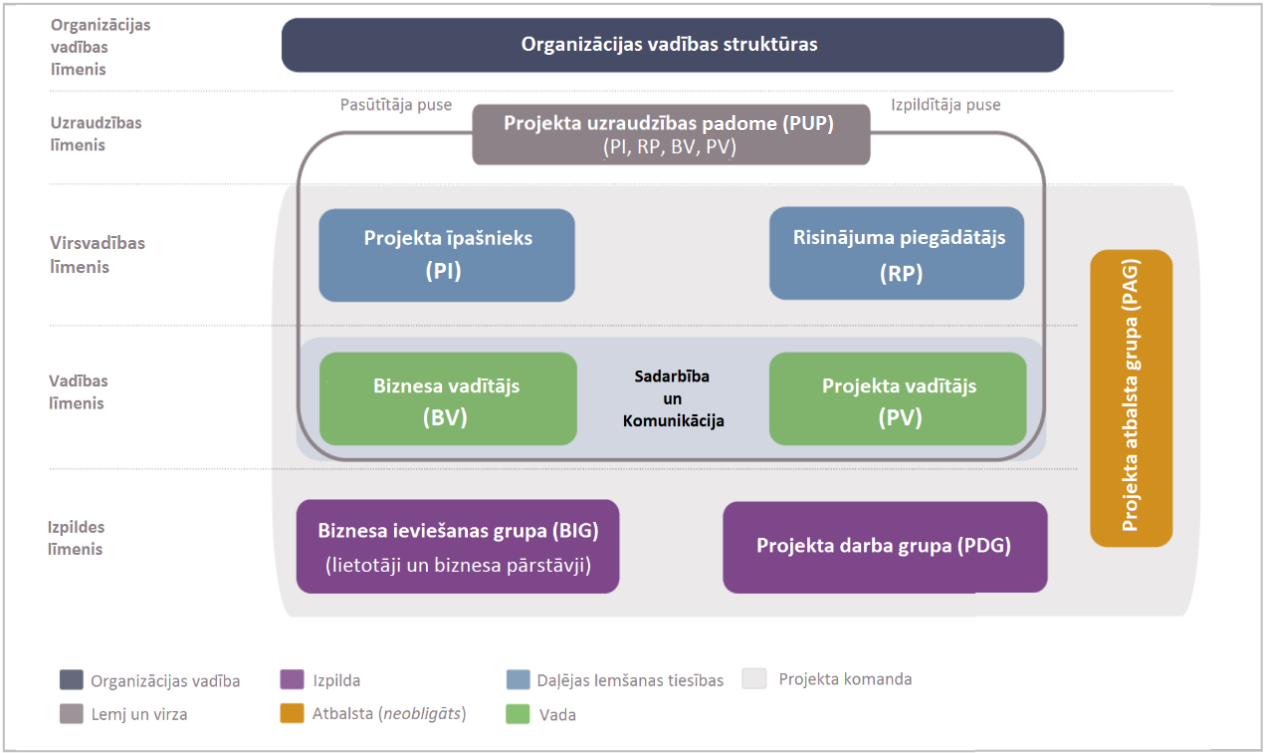 Organizācijas
vadības
līmenis
Organizācijas vadības struktūras
Uzraudzības
līmenis
Pasūtītāja puse
Projekta uzraudzības padome (PUP)
(PI, RP, BV, PV)
Izpildītāja puse
Virsvadības
līmenis
Projekta īpašnieks
(PI)
Risinājuma piegādātājs
(RP)
Projekta atbalsta grupa (PAG)
Vadības
līmenis
Biznesa vadītājs
(BV)
Sadarbība
un
Komunikācija
Projekta vadītājs
(PV)
Izpildes
līmenis
Biznesa ieviešanas grupa (BIG)
(lietotāji un biznesa pārstāvji)
Projekta darba grupa (PDG)
Organizācijas vadība
Izpilda
Daļējas lemšanas tiesības
Projekta komanda
Lemj un virza
Atbalsta (neobligāts)
Vada